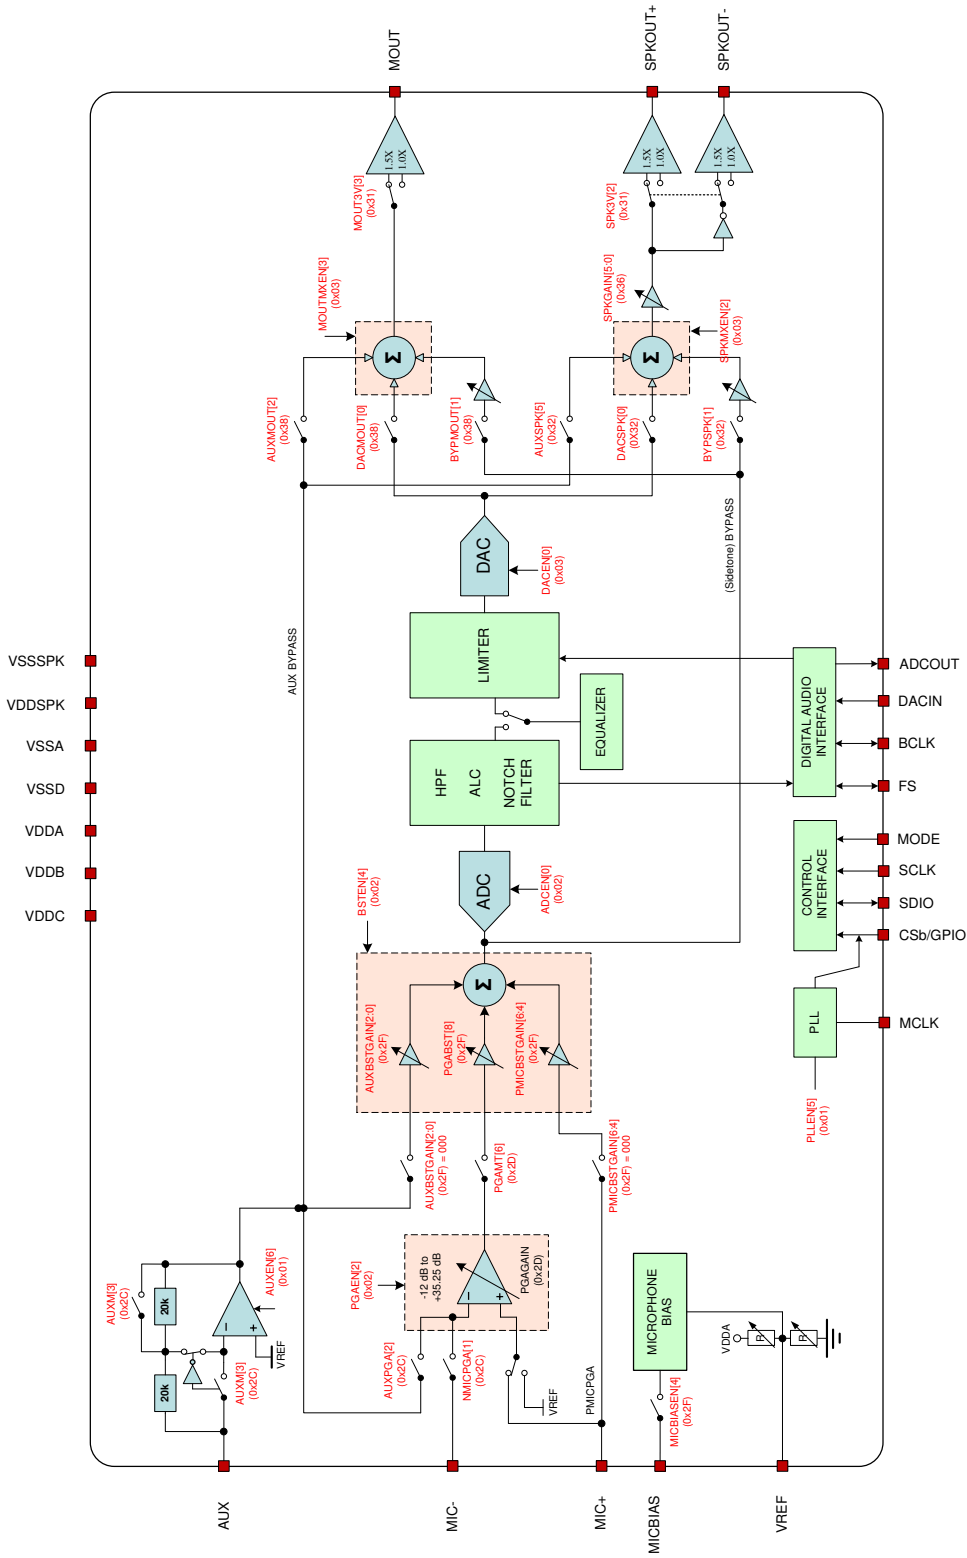 MOUT
SPKOUT+
SPKOUT-
1.5X
1.0X
1.5X
1.0X
1.5X
1.0X
MOUT3V[3]
(0x31)
SPK3V[2]
(0x31)
MOUTMXEN[3]
(0x03)
SPKGAIN[5:0]
(0x36)
SPKMXEN[2]
(0x03)
Σ
Σ
AUXMOUT[2]
(0x38)
DACMOUT[0]
(0x38)
BYPMOUT[1]
(0x38)
AUXSPK[5]
(0x32)
DACSPK[0]
(0X32)
BYPSPK[1]
(0x32)
DAC
DACEN[0]
(0x03)
(Sidetone) BYPASS
AUX BYPASS
LIMITER
EQUALIZER
HPF
ALC
NOTCH
FILTER
DIGITAL AUDIO
INTERFACE
CONTROL
INTERFACE
PLL
PLLEN[5]
(0x01)
VSSSPK
VDDSPK
VSSA
VSSD
VDDA
VDDB
VDDC
ADCOUT
DACIN
BCLK
FS
MODE
SCLK
SDIO
CSb/GPIO
MCLK
ADC
ADCEN[0]
(0x02)
BSTEN[4]
(0x02)
Σ
AUXBSTGAIN[2:0]
(0x2F)
PGABST[8]
(0x2F)
PMICBSTGAIN[6:4]
(0x2F)
AUXBSTGAIN[2:0]
(0x2F) = 000
PGAMT[6]
(0x2D)
PMICBSTGAIN[6:4]
(0x2F) = 000
AUXM[3]
(0x2C)
20k
20k
AUXEN[6]
(0x01)
VREF
AUXM[3]
(0x2C)
PGAEN[2]
(0x02)
-12 dB to
+35.25 dB
PGAGAIN
(0x2D)
AUXPGA[2]
(0x2C)
NMICPGA[1]
(0x2C)
VREF
PMICPGA
MICROPHONE
BIAS
MICBIASEN[4]
(0x2F)
VDDA
R
R
AUX
MIC-
MIC+
MICBIAS
VREF